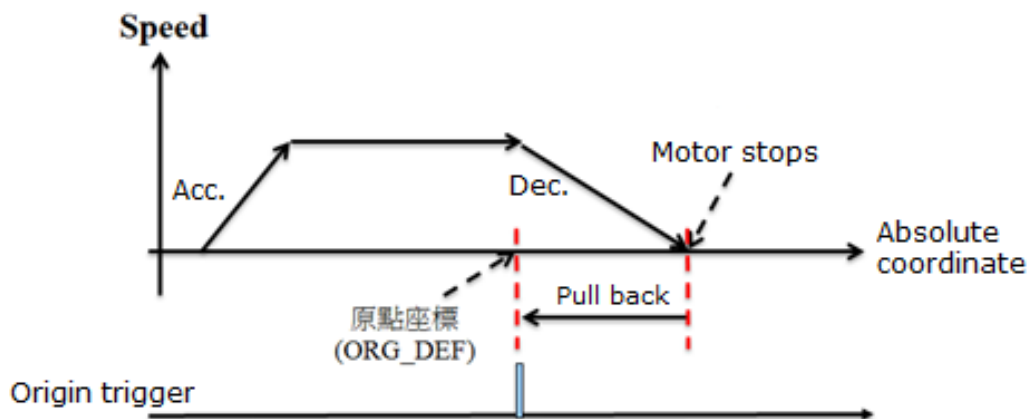 Speed
Motor stops
Acc.
Dec.
Absolute
coordinate
Pull back
原點座標
(ORG_DEF)
Origin trigger